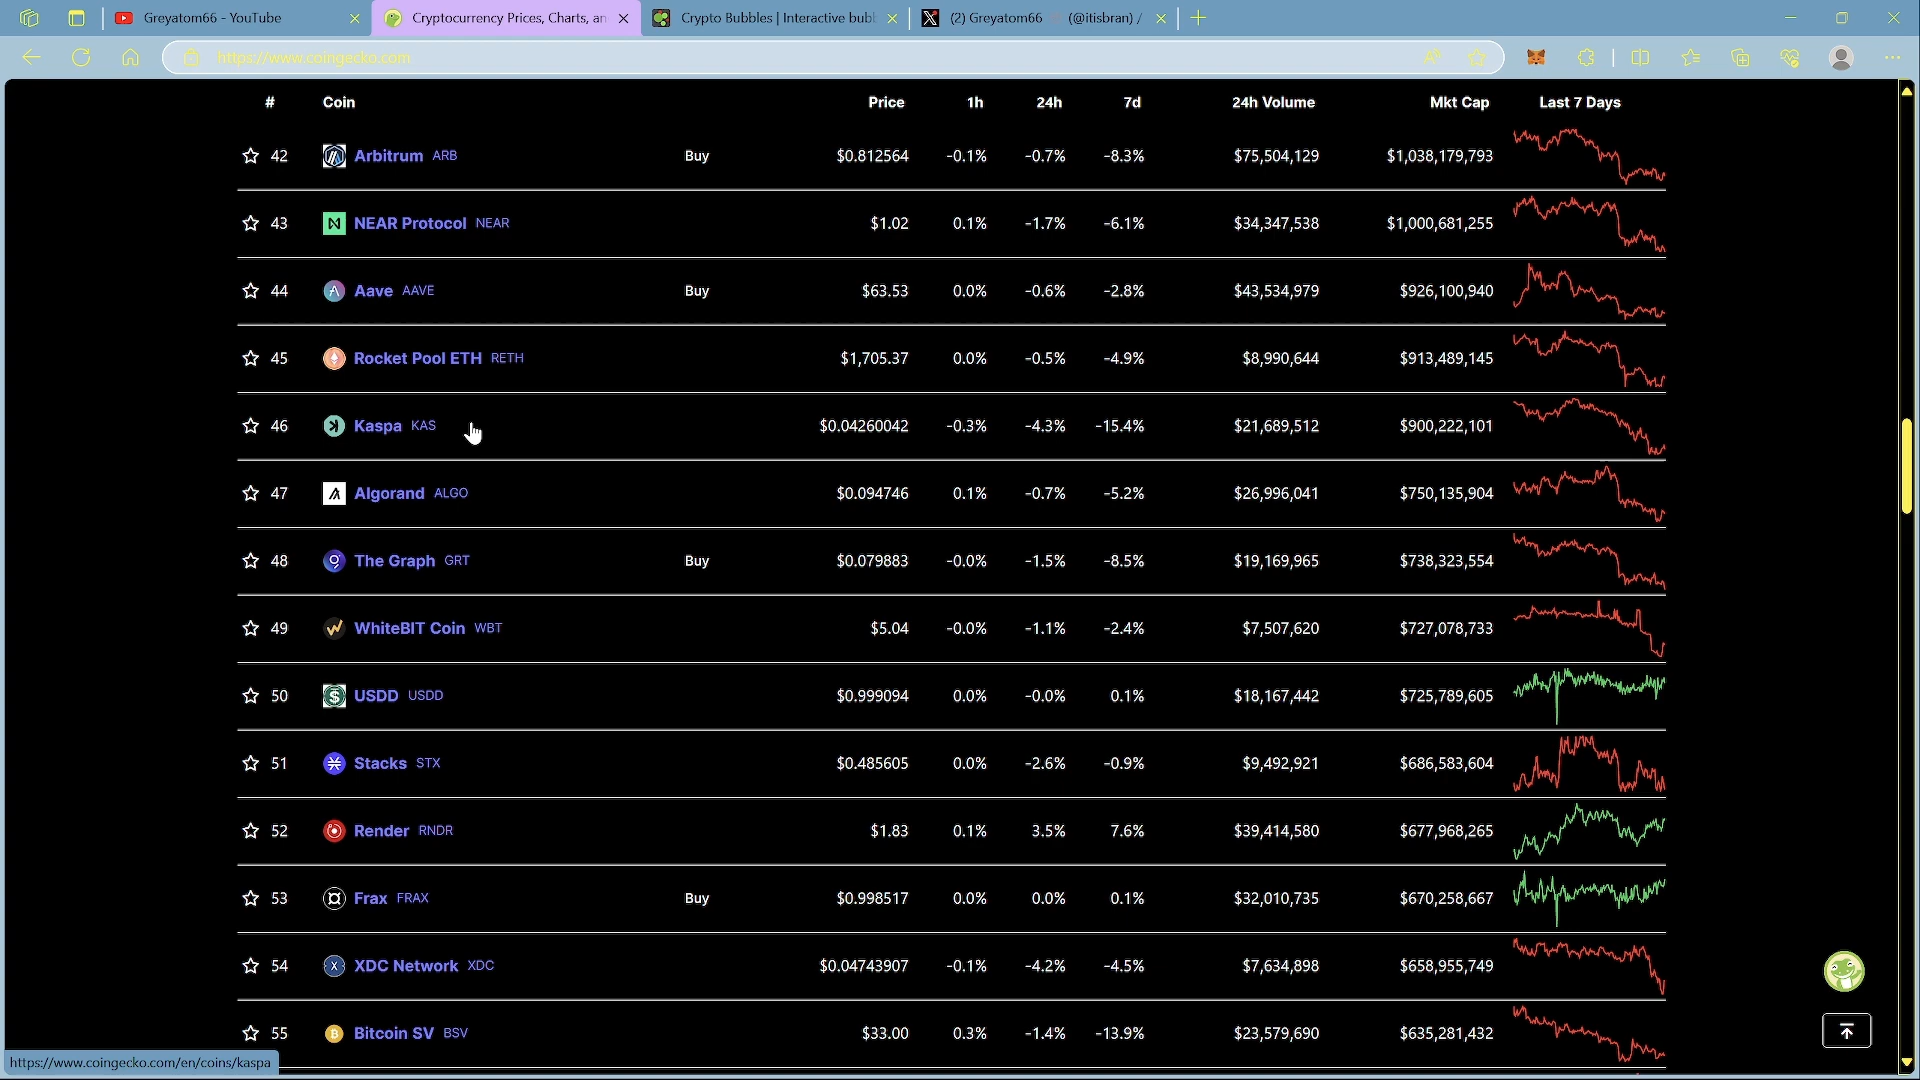 Greyatom66 - YouTube
Cryptocurrency Prices, Charts, an
Crypto Bubbles | Interactive bubb
(2) Greyatom66 (@itisbran) /
https://www.coingecko.com
# Coin Price 1h 24h 7d 24h Volume Mkt Cap Last 7 Days
42 Arbitrum ARB Buy $0.812564 -0.1% -0.7% -8.3% $75,504,129 $1,038,179,793
43 NEAR Protocol NEAR $1.02 0.1% -1.7% -6.1% $34,347,538 $1,000,681,255
44 Aave AAVE Buy $63.53 0.0% -0.6% -2.8% $43,534,979 $926,100,940
45 Rocket Pool ETH RETH $1,705.37 0.0% -0.5% -4.9% $8,990,644 $913,489,145
46 Kaspa KAS $0.04260042 -0.3% -4.3% -15.4% $21,689,512 $900,222,101
47 Algorand ALGO $0.094746 0.1% -0.7% -5.2% $26,996,041 $750,135,904
48 The Graph GRT Buy $0.079883 -0.0% -1.5% -8.5% $19,169,965 $738,323,554
49 WhiteBIT Coin WBT $5.04 -0.0% -1.1% -2.4% $7,507,620 $727,078,733
50 USDD USDD $0.999094 0.0% -0.0% 0.1% $18,167,442 $725,789,605
51 Stacks STX $0.485605 0.0% -2.6% -0.9% $9,492,921 $686,583,604
52 Render RNDR $1.83 0.1% 3.5% 7.6% $39,414,580 $677,968,265
53 Frax FRAX Buy $0.998517 0.0% 0.0% 0.1% $32,010,735 $670,258,667
54 XDC Network XDC $0.04743907 -0.1% -4.2% -4.5% $7,634,898 $658,955,749
55 Bitcoin SV BSV $33.00 0.3% -1.4% -13.9% $23,579,690 $635,281,432
https://www.coingecko.com/en/coins/kaspa